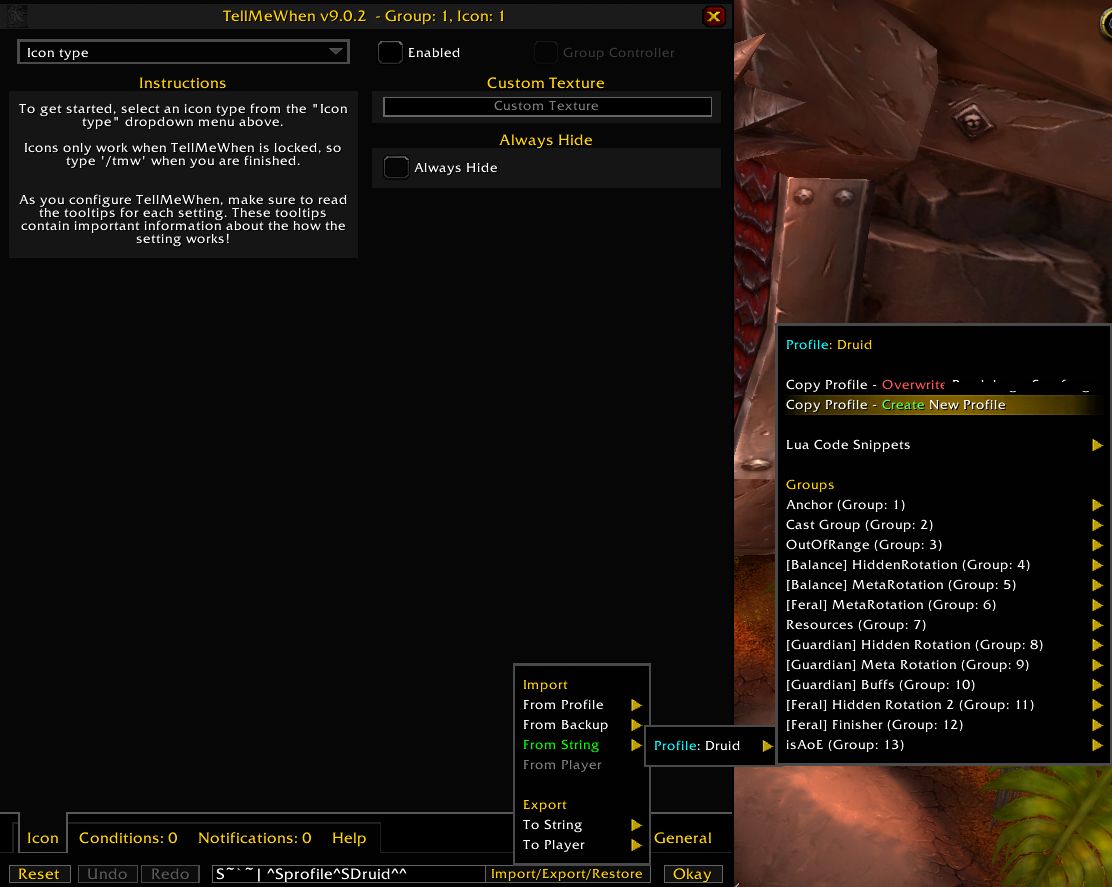 TellMeWhen v9.0.2 - Group: 1, Icon: 1
Icon type
Enabled
Group Controller
Instructions
To get started, select an icon type from the "Icon
type" dropdown menu above.
Icons only work when TellMeWhen is locked, so
type '/tmw' when you are finished.
As you configure TellMeWhen, make sure to read
the tooltips for each setting. These tooltips
contain important information about the how the
setting works!
Custom Texture
Custom Texture
Always Hide
Always Hide
Profile: Druid
Copy Profile - Overwrite
Copy Profile - Create New Profile
Lua Code Snippets
Groups
Anchor (Group: 1)
Cast Group (Group: 2)
OutOfRange (Group: 3)
[Balance] HiddenRotation (Group: 4)
[Balance] MetaRotation (Group: 5)
[Feral] MetaRotation (Group: 6)
Resources (Group: 7)
[Guardian] Hidden Rotation (Group: 8)
[Guardian] Meta Rotation (Group: 9)
[Guardian] Buffs (Group: 10)
[Feral] Hidden Rotation 2 (Group: 11)
[Feral] Finisher (Group: 12)
isAoE (Group: 13)
Import
From Profile
From Backup
From String
From Player
Profile: Druid
Export
To String
To Player
Icon
Conditions: 0
Notifications: 0
Help
General
Reset
Undo
Redo
S~`~| ^Sprofile^SDruid^^
Import/Export/Restore
Okay